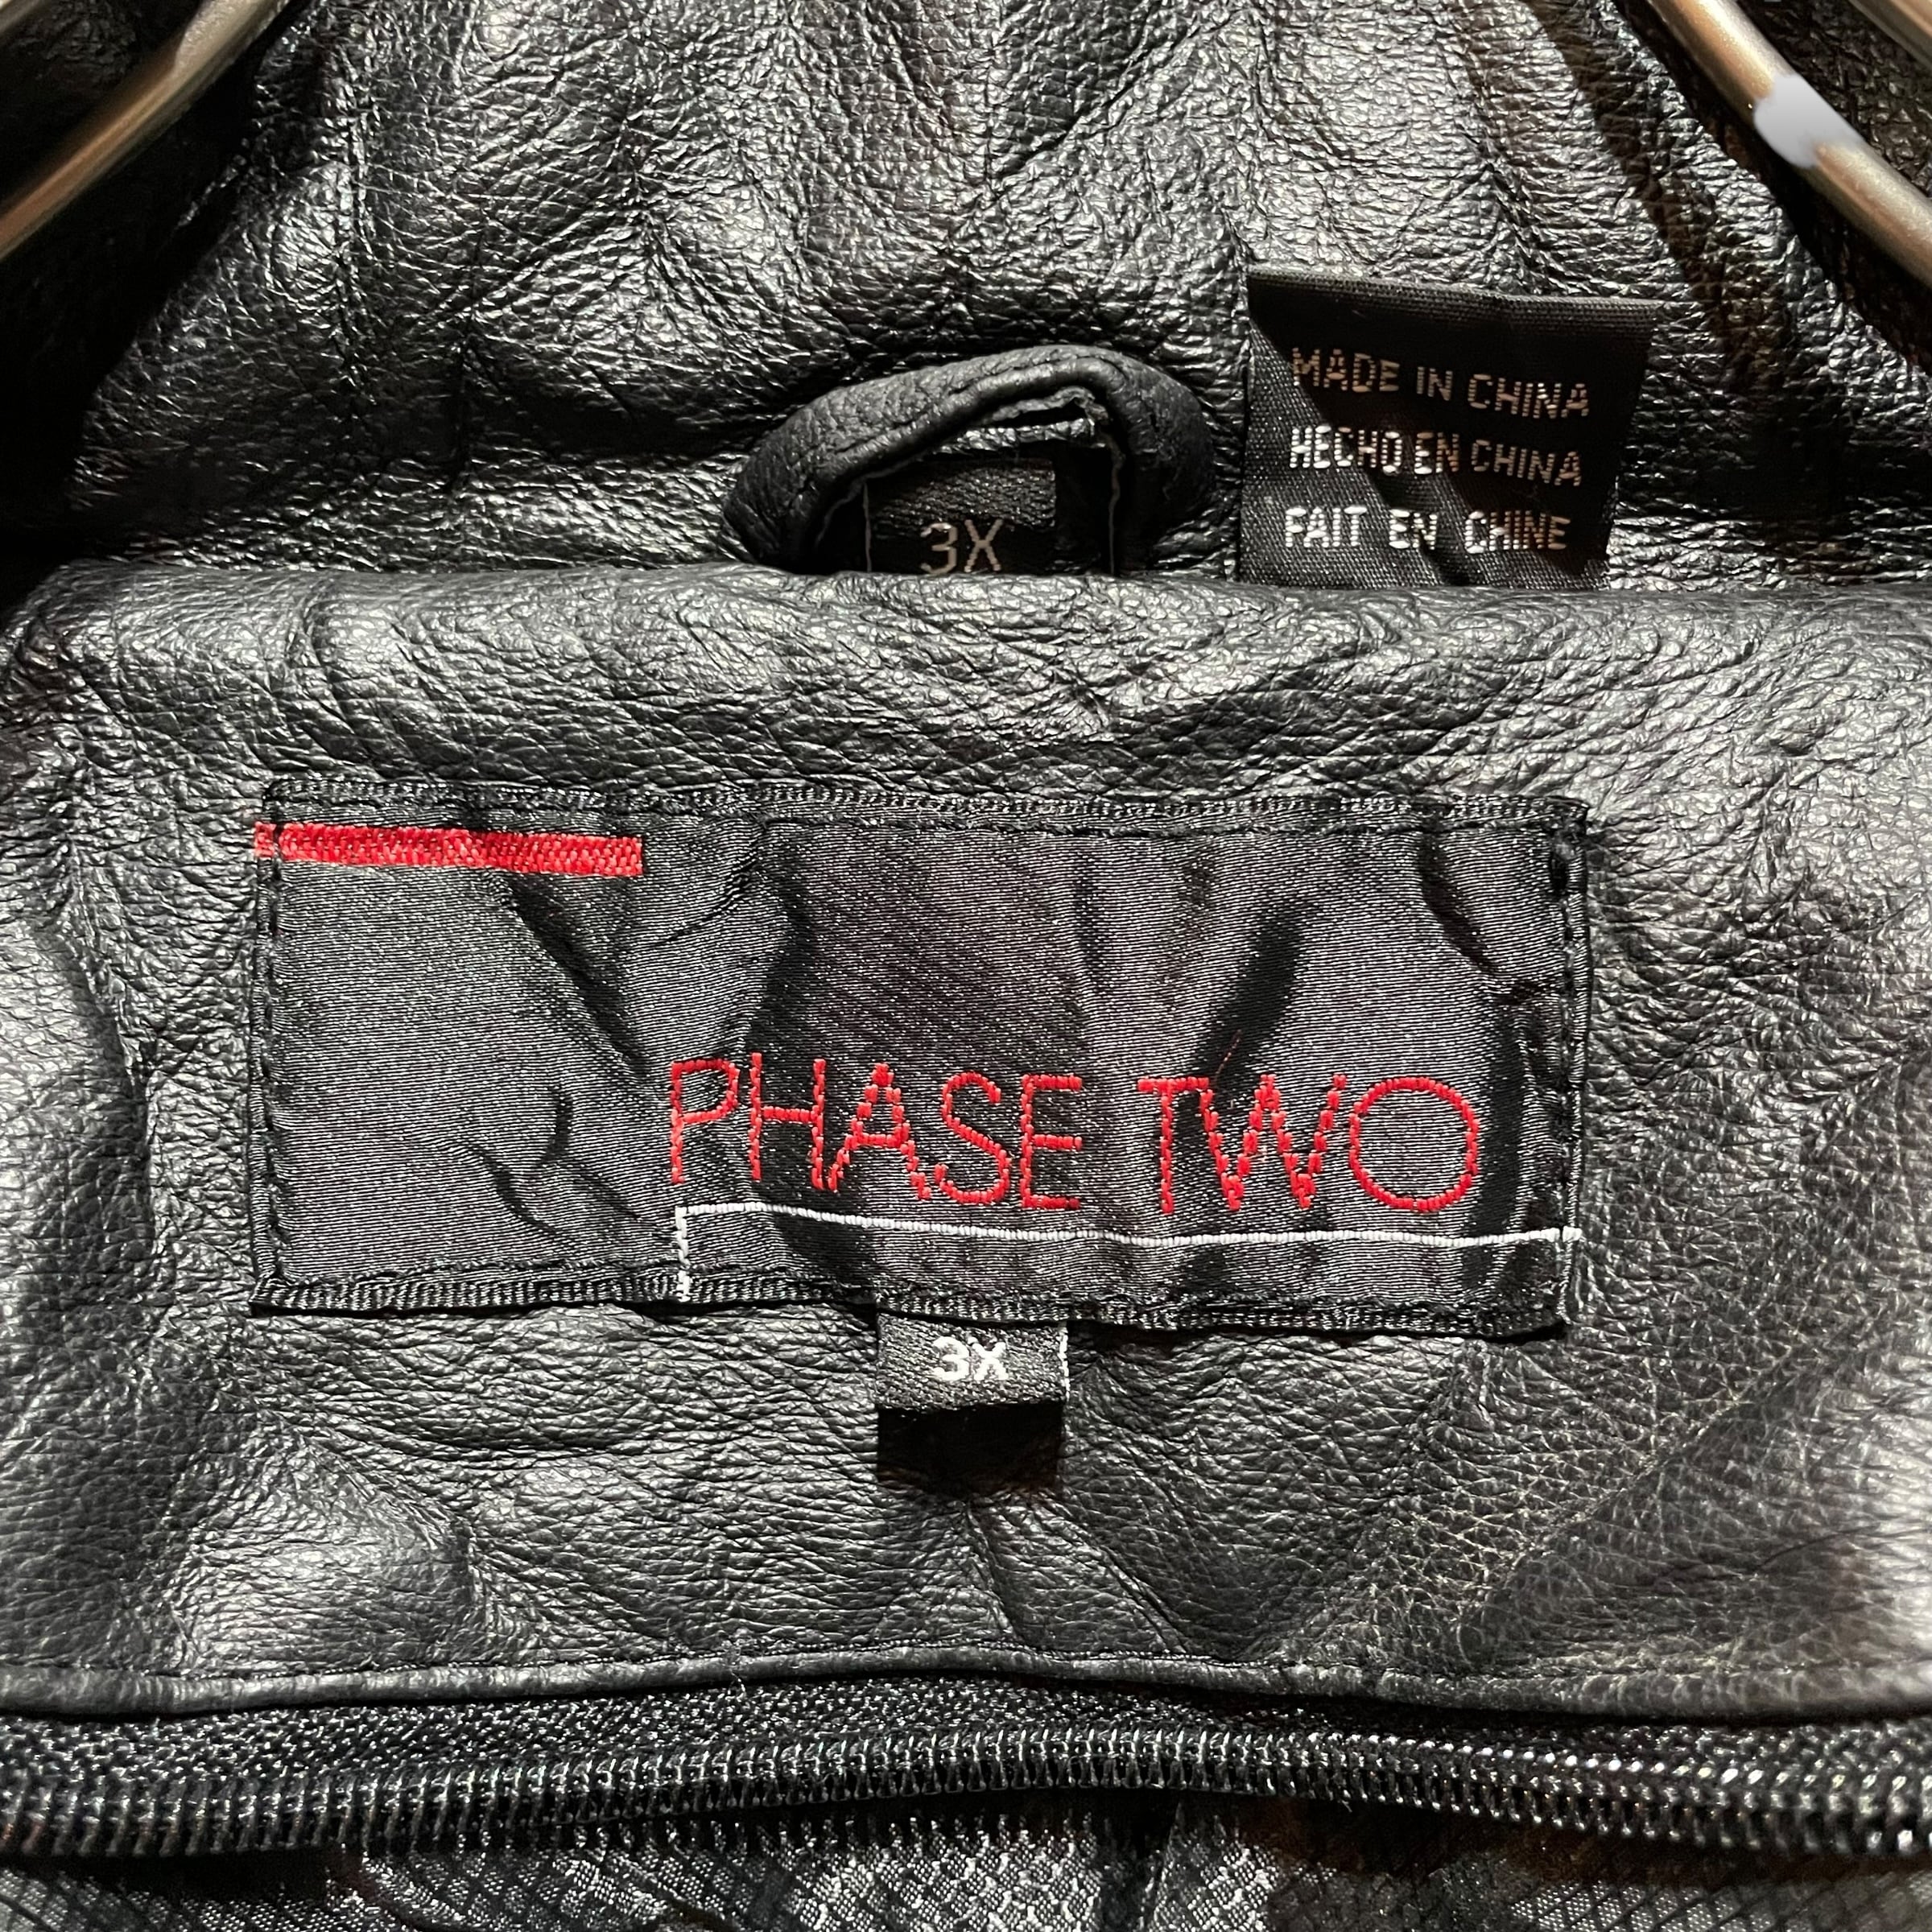 MADE IN CHINA
HECHO EN CHINA
FAIT EN CHINE
3X
PHASE TWO
3X